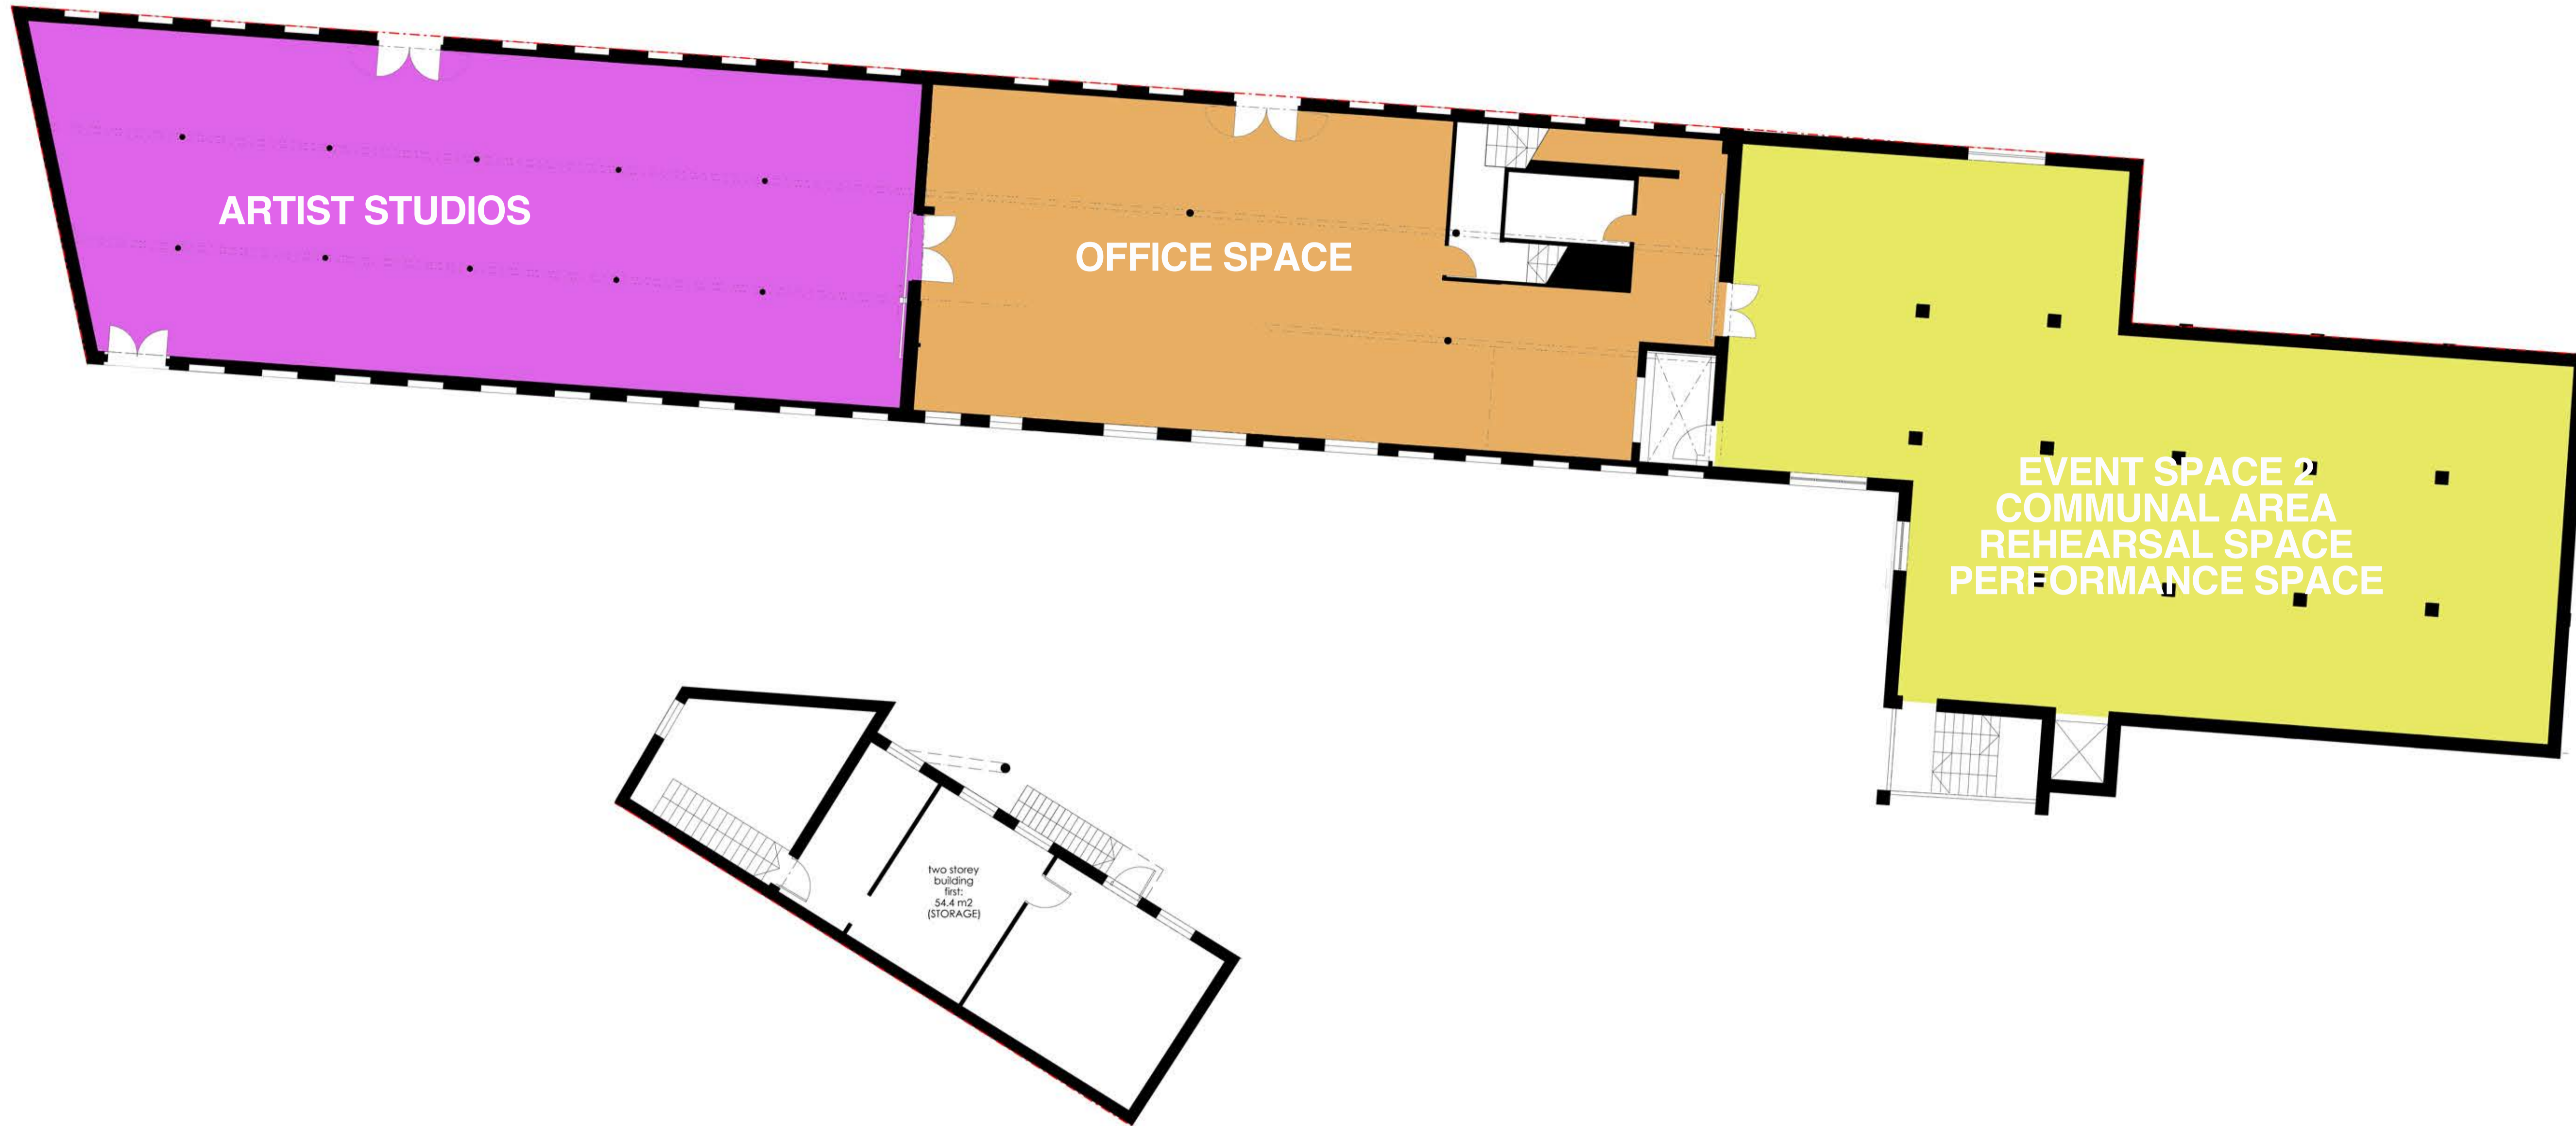 ARTIST STUDIOS
OFFICE SPACE
EVENT SPACE 2
COMMUNAL AREA
REHEARSAL SPACE
PERFORMANCE SPACE
two storey
building
first:
54.4 m2
(STORAGE)